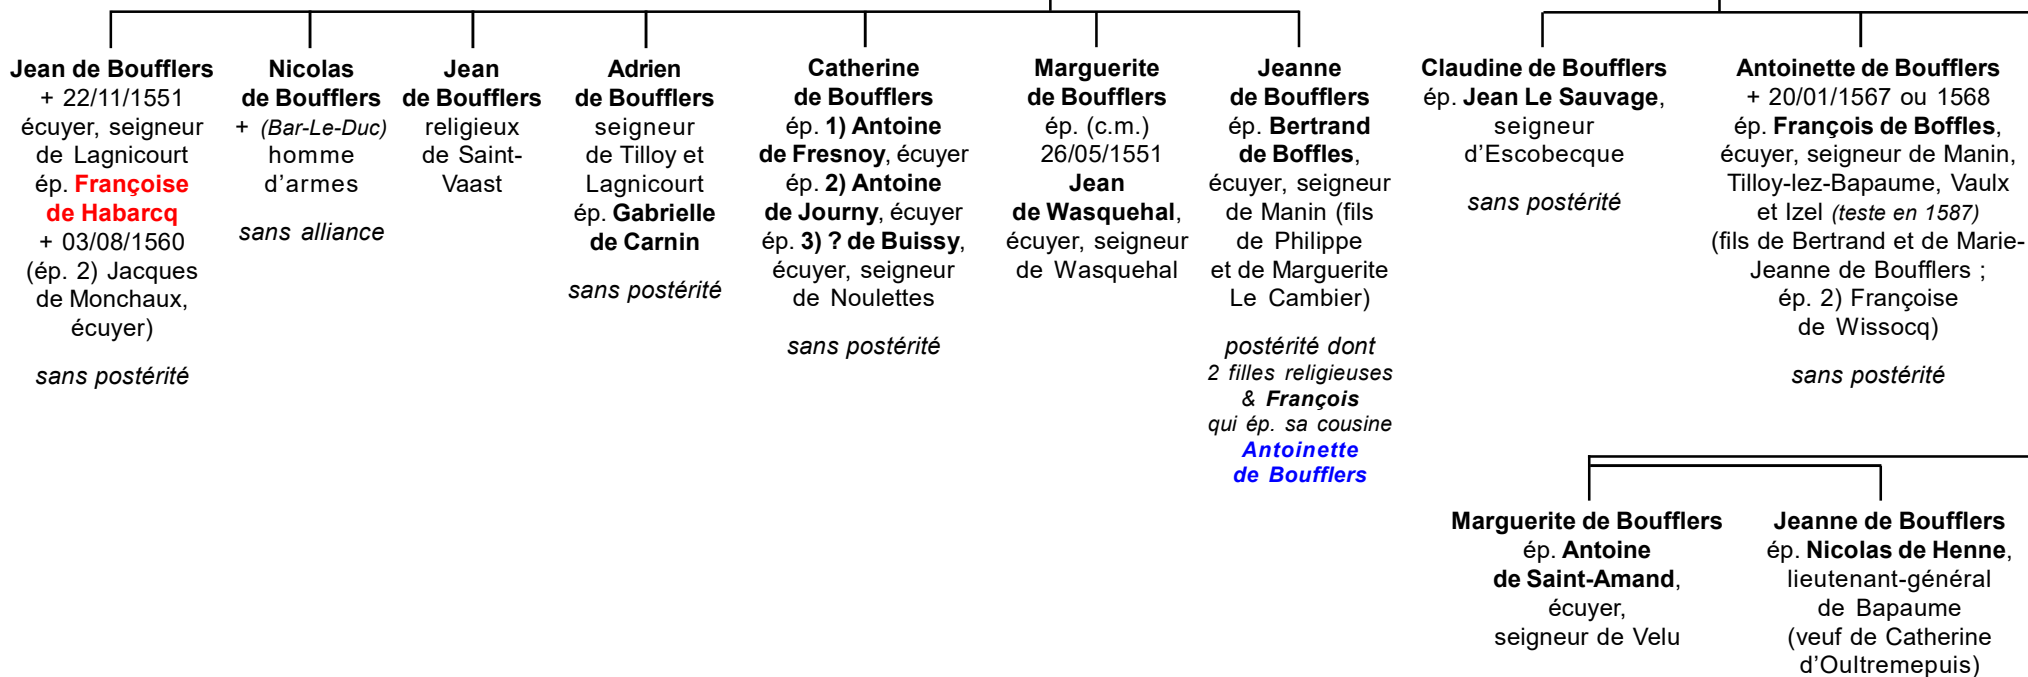 Jean de Boufflers
+ 22/11/1551
écuyer, seigneur
de Lagnicourt
ép. Françoise
de Habarcq
+ 03/08/1560
(ép. 2) Jacques
de Monchaux,
écuyer)
sans postérité
Nicolas
de Boufflers
+ (Bar-Le-Duc)
homme
d'armes
sans alliance
Jean
de Boufflers
religieux
de Saint-
Vaast
Adrien
de Boufflers
seigneur
de Tilloy et
Lagnicourt
ép. Gabrielle
de Carnin
sans postérité
Catherine
de Boufflers
ép. 1) Antoine
de Fresnoy, écuyer
ép. 2) Antoine
de Journy, écuyer
ép. 3) ? de Buissy,
écuyer, seigneur
de Noulettes
sans postérité
Marguerite
de Boufflers
ép. (c.m.)
26/05/1551
Jean
de Wasquehal,
écuyer, seigneur
de Wasquehal
Jeanne
de Boufflers
ép. Bertrand
de Boffles,
écuyer, seigneur
de Manin (fils
de Philippe
et de Marguerite
Le Cambier)
postérité dont
2 filles religieuses
& François
qui ép. sa cousine
Antoinette
de Boufflers
Claudine de Boufflers
ép. Jean Le Sauvage,
seigneur
d'Escobecque
sans postérité
Antoinette de Boufflers
+ 20/01/1567 ou 1568
ép. François de Boffles,
écuyer, seigneur de Manin,
Tilloy-lez-Bapaume, Vaulx
et Izel (teste en 1587)
(fils de Bertrand et de Marie-
Jeanne de Boufflers ;
ép. 2) Françoise
de Wissocq)
sans postérité
Marguerite de Boufflers
ép. Antoine
de Saint-Amand,
écuyer,
seigneur de Velu
Jeanne de Boufflers
ép. Nicolas de Henne,
lieutenant-général
de Bapaume
(veuf de Catherine
d'Oultremepuis)